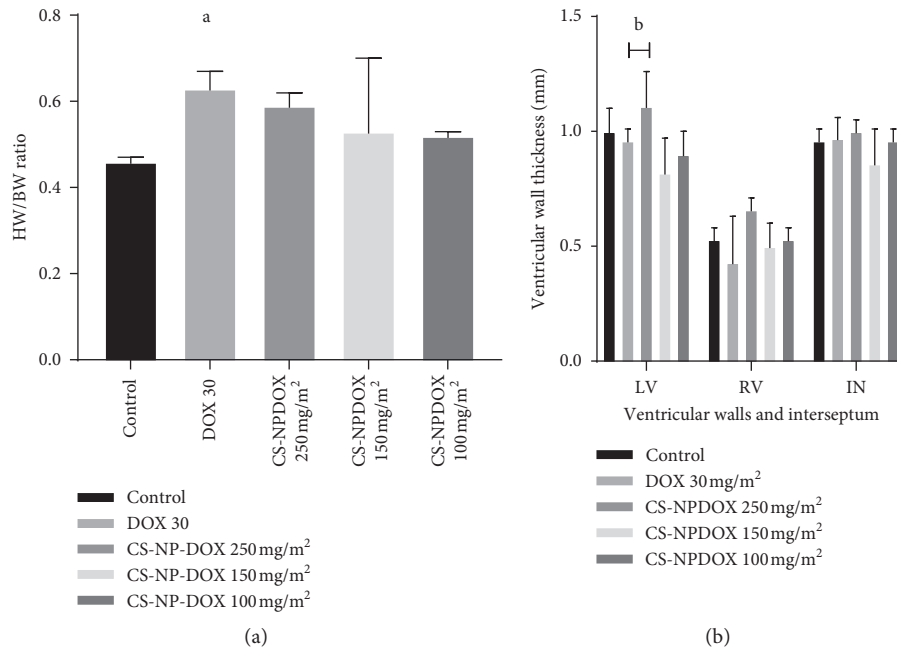 a
0.8
0.6
0.4
0.2
0.0
HW/BW ratio
Control
DOX 30
CS-NPDOX
250 mg/m²
CS-NPDOX
150 mg/m²
CS-NPDOX
100 mg/m²
Control
DOX 30
CS-NP-DOX 250 mg/m²
CS-NP-DOX 150 mg/m²
CS-NP-DOX 100 mg/m²
(a)
b
1.5
1.0
0.5
0.0
Ventricular wall thickness (mm)
LV
RV
IN
Ventricular walls and interseptum
Control
DOX 30 mg/m²
CS-NPDOX 250 mg/m²
CS-NPDOX 150 mg/m²
CS-NPDOX 100 mg/m²
(b)